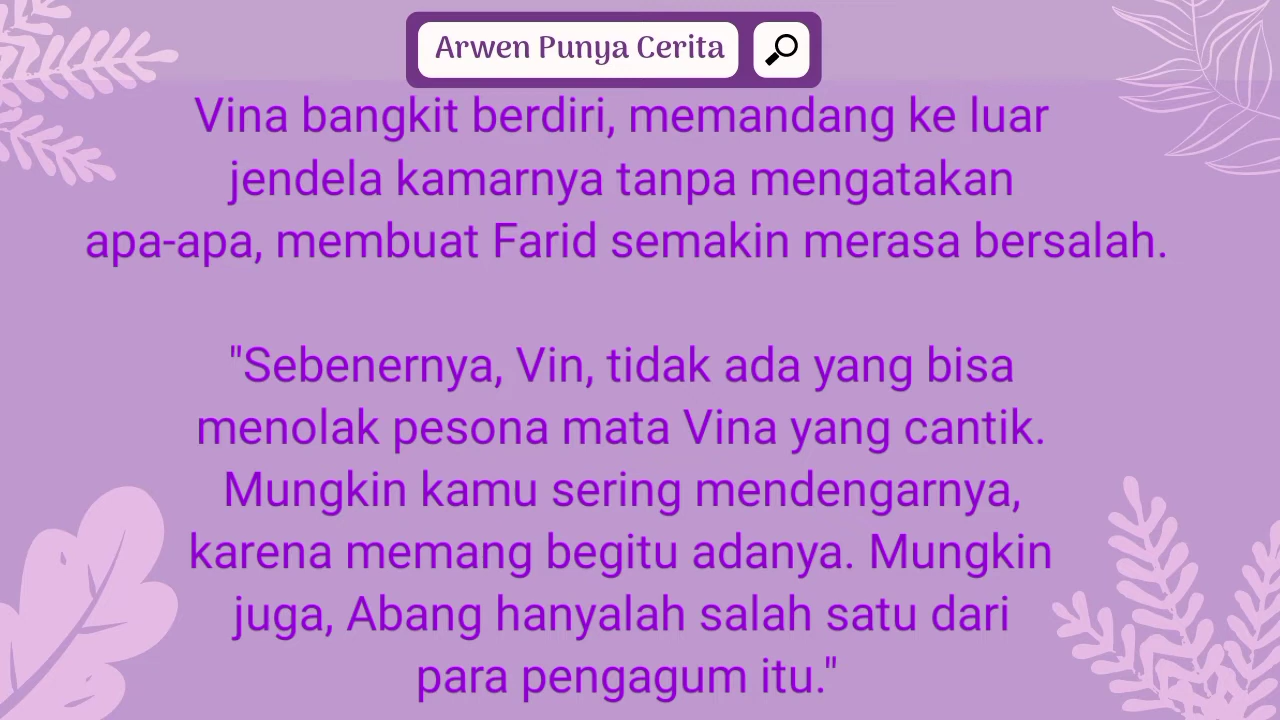 Arwen Punya Cerita
Vina bangkit berdiri, memandang ke luar
jendela kamarnya tanpa mengatakan
apa-apa, membuat Farid semakin merasa bersalah.
"Sebenernya, Vin, tidak ada yang bisa
menolak pesona mata Vina yang cantik.
Mungkin kamu sering mendengarnya,
karena memang begitu adanya. Mungkin
juga, Abang hanyalah salah satu dari
para pengagum itu."